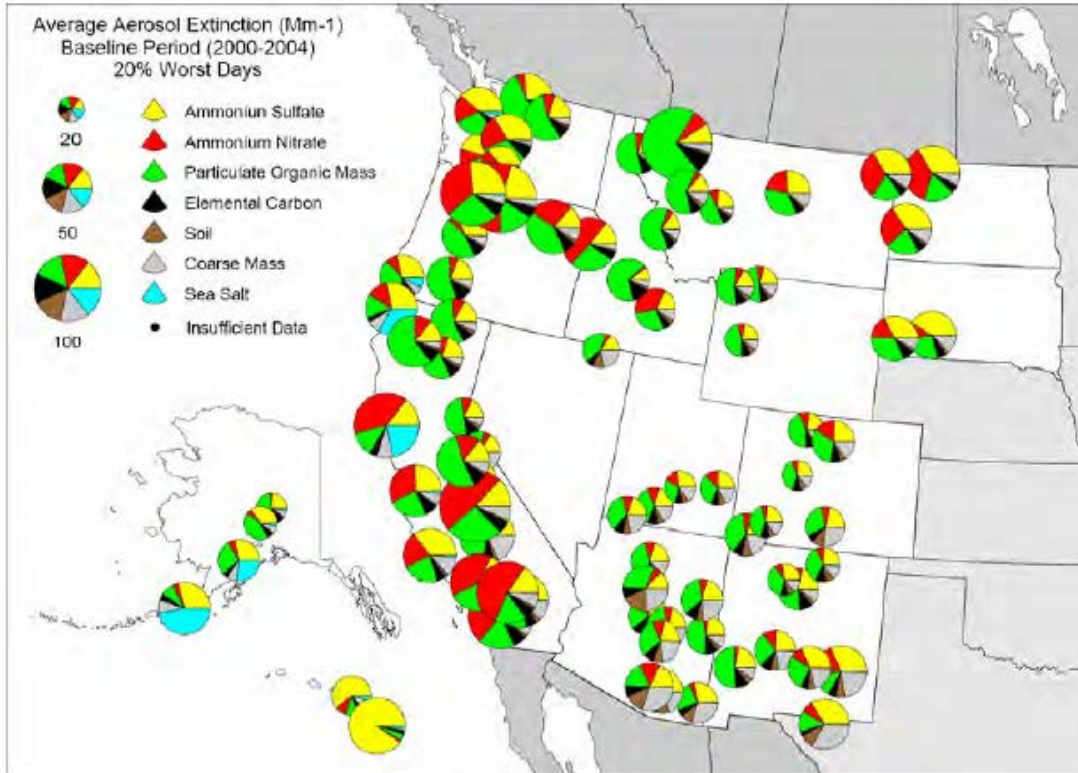 Average Aerosol Extinction (Mm-1)
Baseline Period (2000-2004)
20% Worst Days
20
50
100
Ammoniun Sulfate
Ammonium Nitrate
Particulate Organic Mass
Elemental Carbon
Soil
Coarse Mass
Sea Salt
Insufficient Data